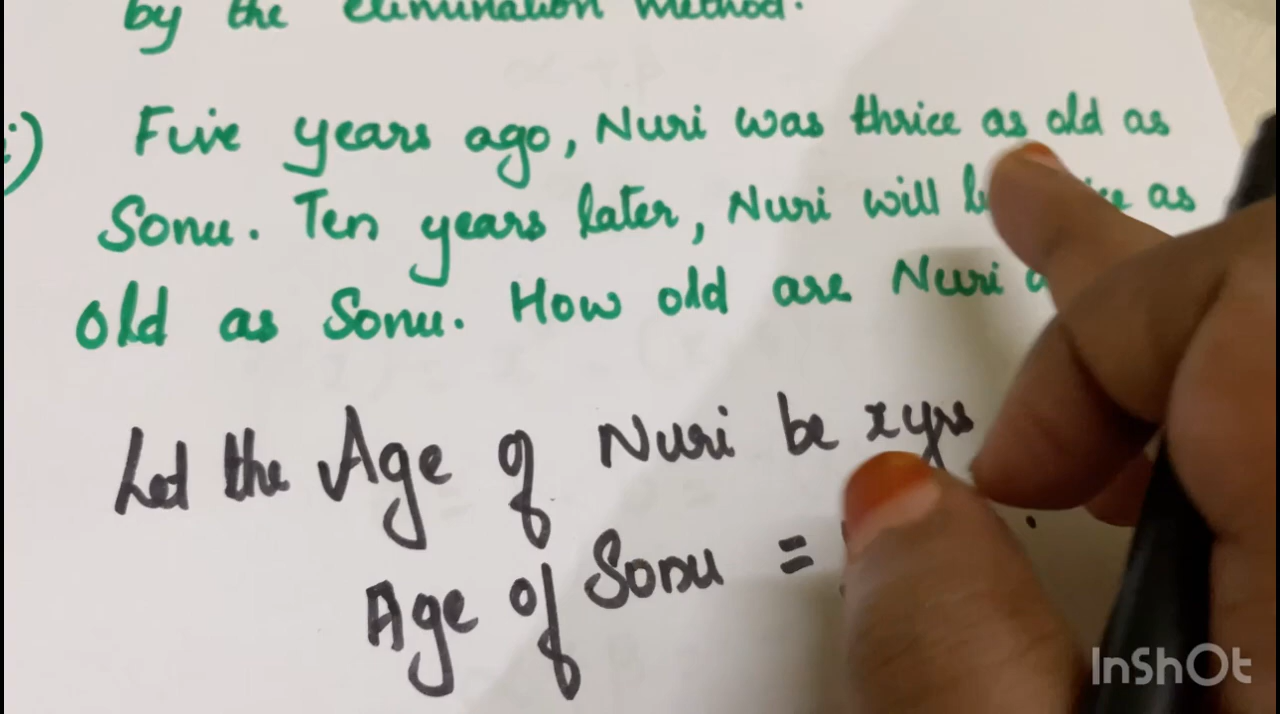 by the elimination method.
i)
Five years ago, Nuri was thrice as old as
Sonu. Ten years later, Nuri will as
old as Sonu. How old are Nuri
Let the Age of Nuri be x yrs
Age of Sonu =
InShOt